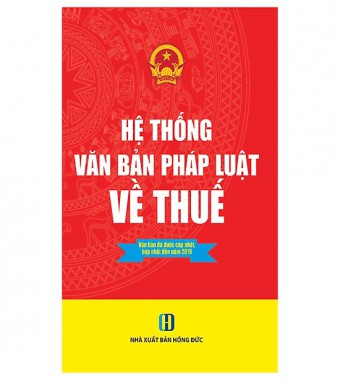 HỆ THỐNG
VĂN BẢN PHÁP LUẬT
VỀ THUẾ
Văn bản đã được cập nhật,
hợp nhất đến năm 2019
NHÀ XUẤT BẢN HỒNG ĐỨC